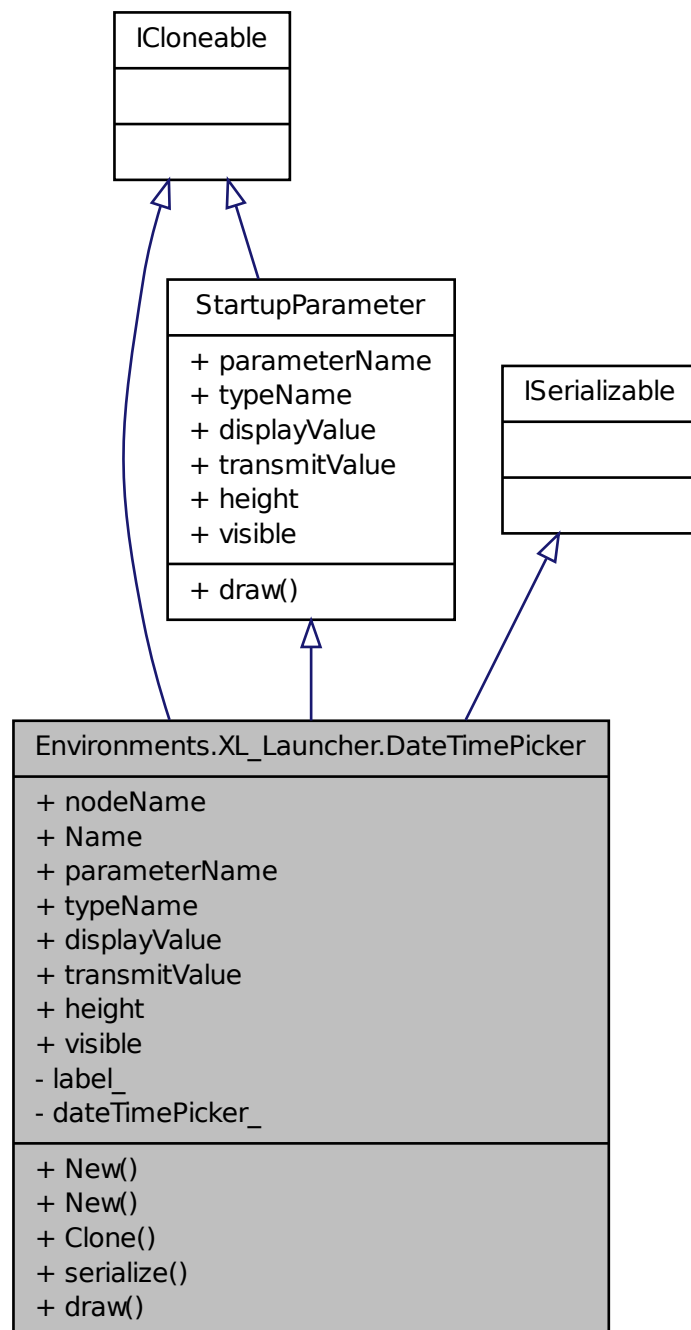 ICloneable
StartupParameter
+ parameterName
+ typeName
+ displayValue
+ transmitValue
+ height
+ visible
+ draw()
ISerializable
Environments.XL_Launcher.DateTimePicker
+ nodeName
+ Name
+ parameterName
+ typeName
+ displayValue
+ transmitValue
+ height
+ visible
- label_
- dateTimePicker_
+ New()
+ New()
+ Clone()
+ serialize()
+ draw()